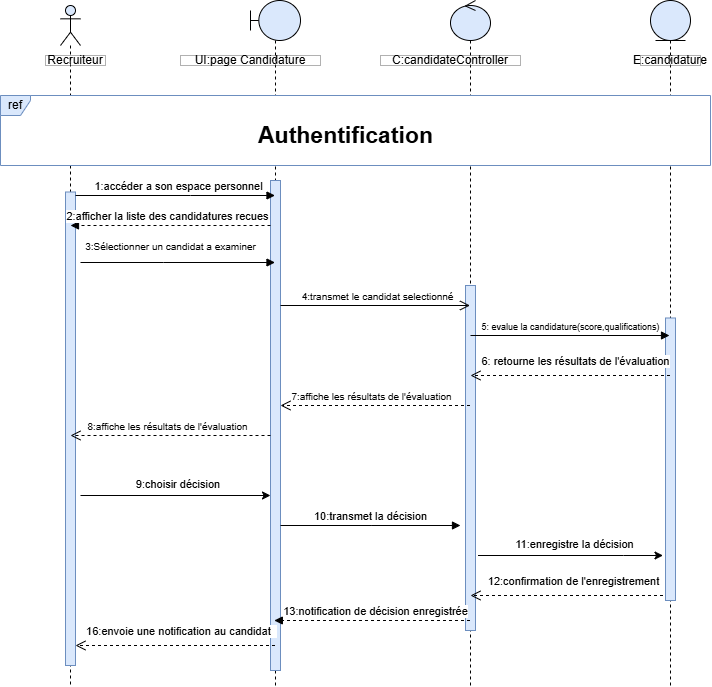 Recruiteur
UI:page Candidature
C:candidateController
E:candidature
ref
Authentification
1:accéder a son espace personnel
2:afficher la liste des candidatures recues
3:Sélectionner un candidat a examiner
4:transmet le candidat selectionné
5: evalue la candidature(score,qualifications)
6: retourne les résultats de l'évaluation
7:affiche les résultats de l'évaluation
8:affiche les résultats de l'évaluation
9:choisir décision
10:transmet la décision
11:enregistre la décision
12:confirmation de l'enregistrement
13:notification de décision enregistrée
16:envoie une notification au candidat